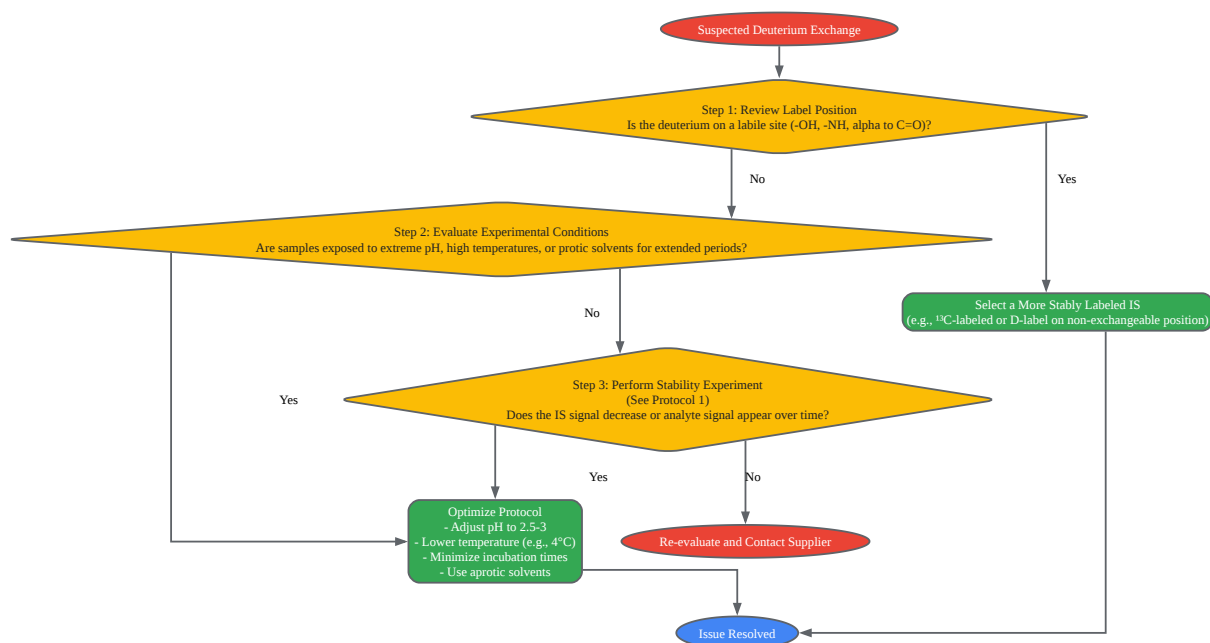 Suspected Deuterium Exchange
Step 1: Review Label Position
Is the deuterium on a labile site (-OH, -NH, alpha to C=O)?
No
Yes
Step 2: Evaluate Experimental Conditions
Are samples exposed to extreme pH, high temperatures, or protic solvents for extended periods?
Select a More Stably Labeled IS
(e.g., ¹³C-labeled or D-label on non-exchangeable position)
No
Yes
Step 3: Perform Stability Experiment
(See Protocol 1)
Does the IS signal decrease or analyte signal appear over time?
Yes
No
Optimize Protocol
- Adjust pH to 2.5-3
- Lower temperature (e.g., 4°C)
- Minimize incubation times
- Use aprotic solvents
Re-evaluate and Contact Supplier
Issue Resolved